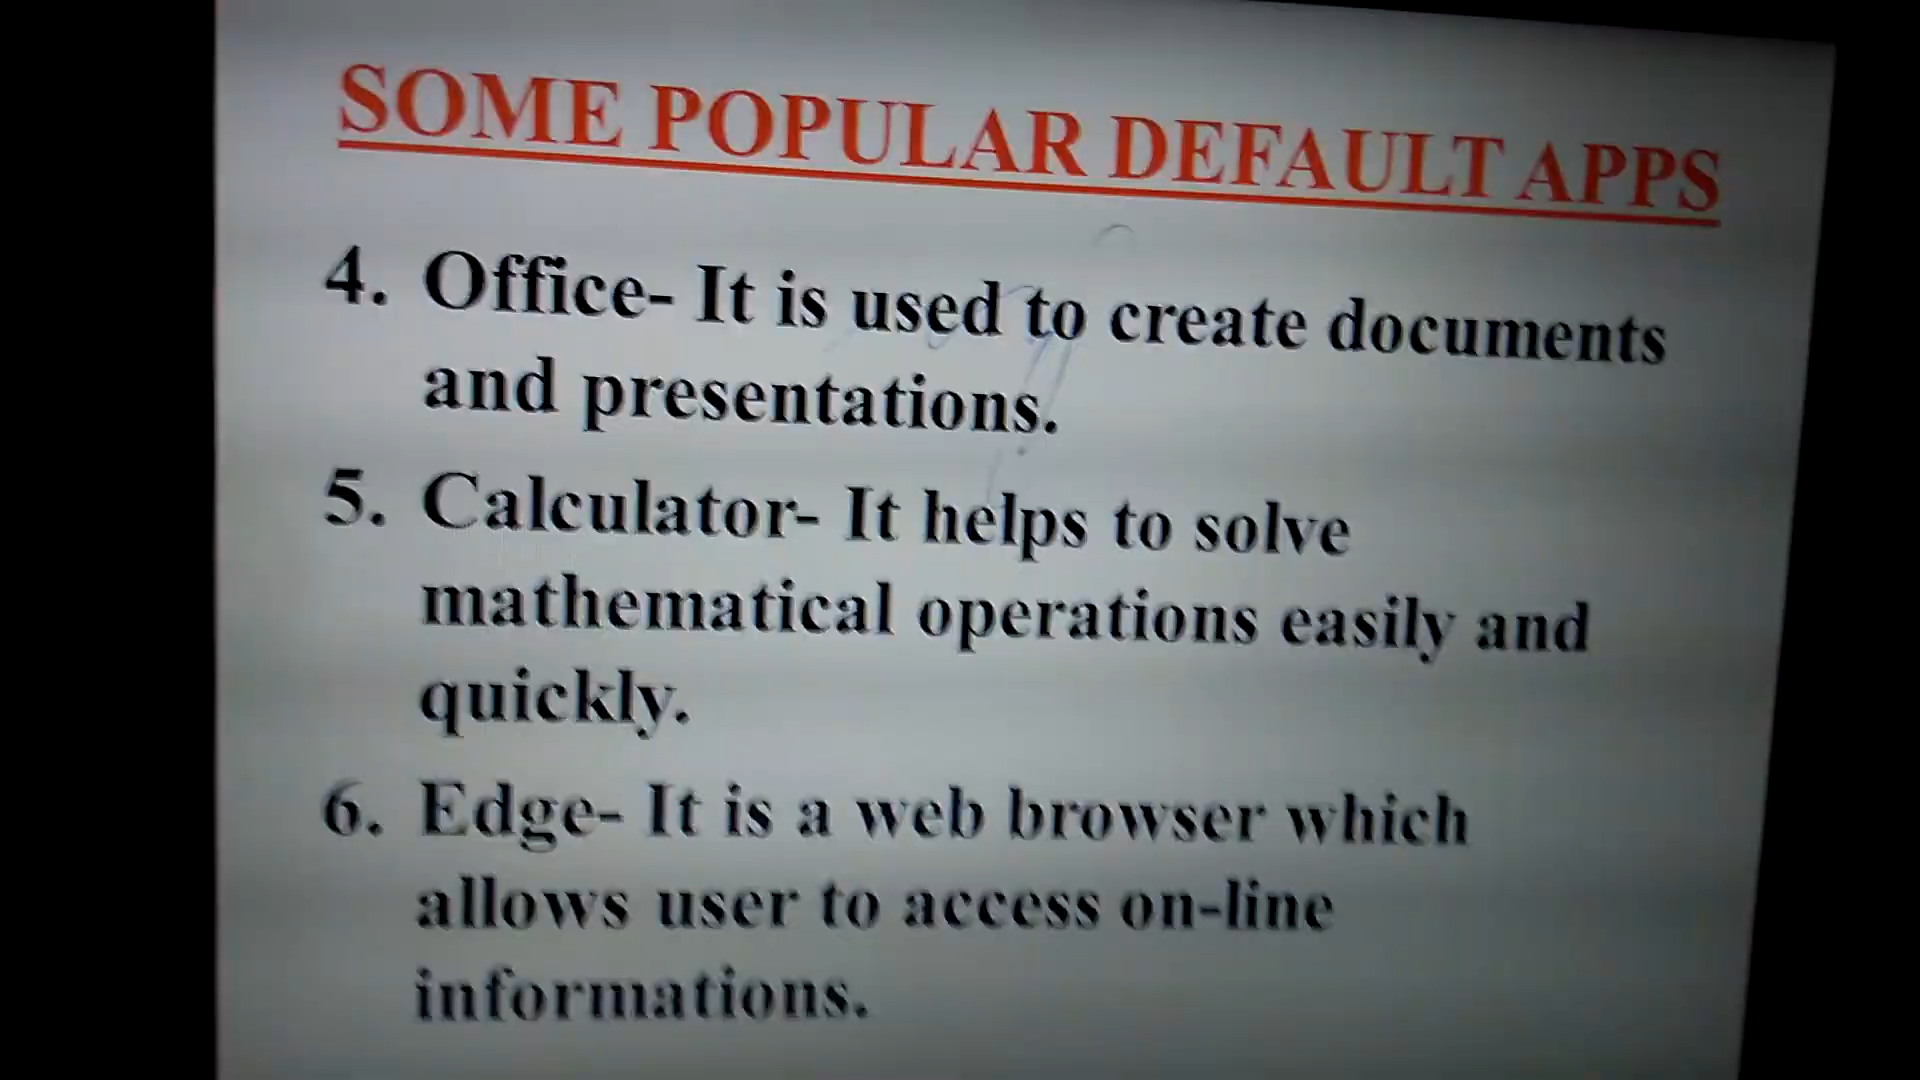 SOME POPULAR DEFAULT APPS
4. Office- It is used to create documents
and presentations.
5. Calculator- It helps to solve
mathematical operations easily and
quickly.
6. Edge- It is a web browser which
allows user to access on-line
informations.